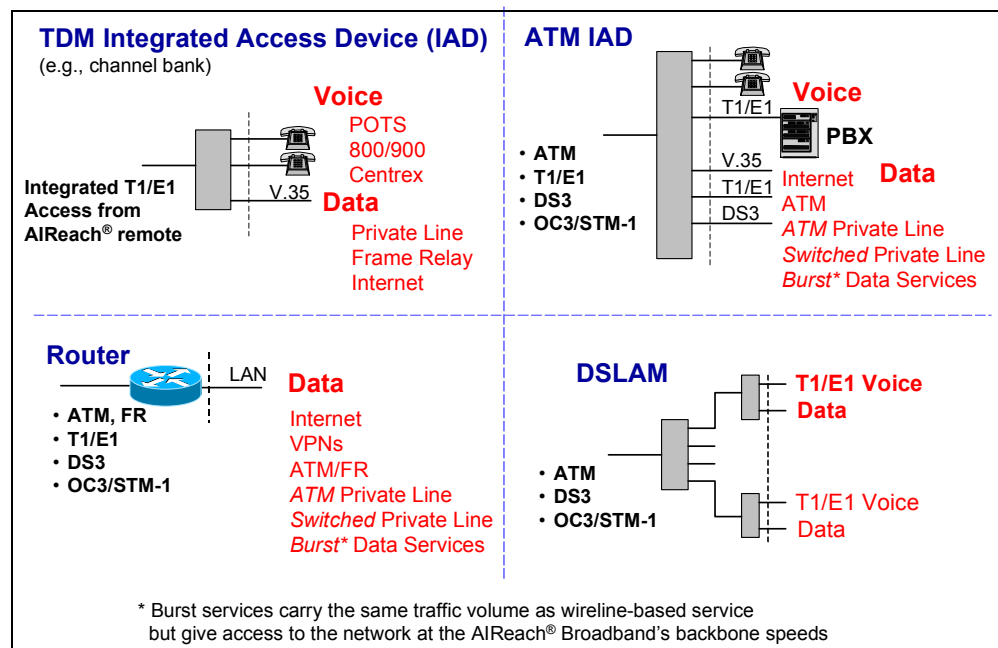 TDM Integrated Access Device (IAD)
(e.g., channel bank)
Voice
POTS
800/900
Centrex
V.35
Data
Integrated T1/E1
Access from
AIReach® remote
Private Line
Frame Relay
Internet
ATM IAD
T1/E1
Voice
PBX
• ATM
• T1/E1
• DS3
• OC3/STM-1
V.35
T1/E1
DS3
Data
Internet
ATM
ATM Private Line
Switched Private Line
Burst* Data Services
Router
LAN
• ATM, FR
• T1/E1
• DS3
• OC3/STM-1
Data
Internet
VPNs
ATM/FR
ATM Private Line
Switched Private Line
Burst* Data Services
DSLAM
• ATM
• DS3
• OC3/STM-1
T1/E1 Voice
Data
T1/E1 Voice
Data
* Burst services carry the same traffic volume as wireline-based service
but give access to the network at the AIReach® Broadband's backbone speeds